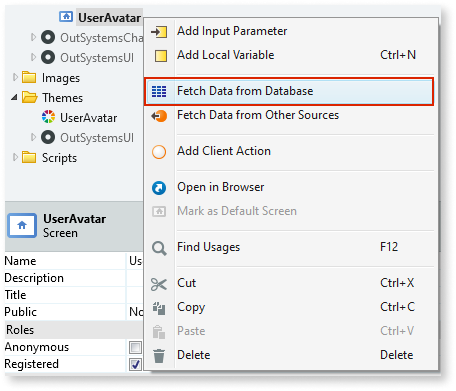 UserAvatar
OutSystemsCha
OutSystemsUI
Images
Themes
UserAvatar
OutSystemsUI
Scripts
Add Input Parameter
Add Local Variable Ctrl+N
Fetch Data from Database
Fetch Data from Other Sources
Add Client Action
Open in Browser
Mark as Default Screen
Find Usages F12
Cut Ctrl+X
Copy Ctrl+C
Paste Ctrl+V
Delete Delete
UserAvatar
Screen
Name Us
Description
Title
Public No
Roles
Anonymous
Registered